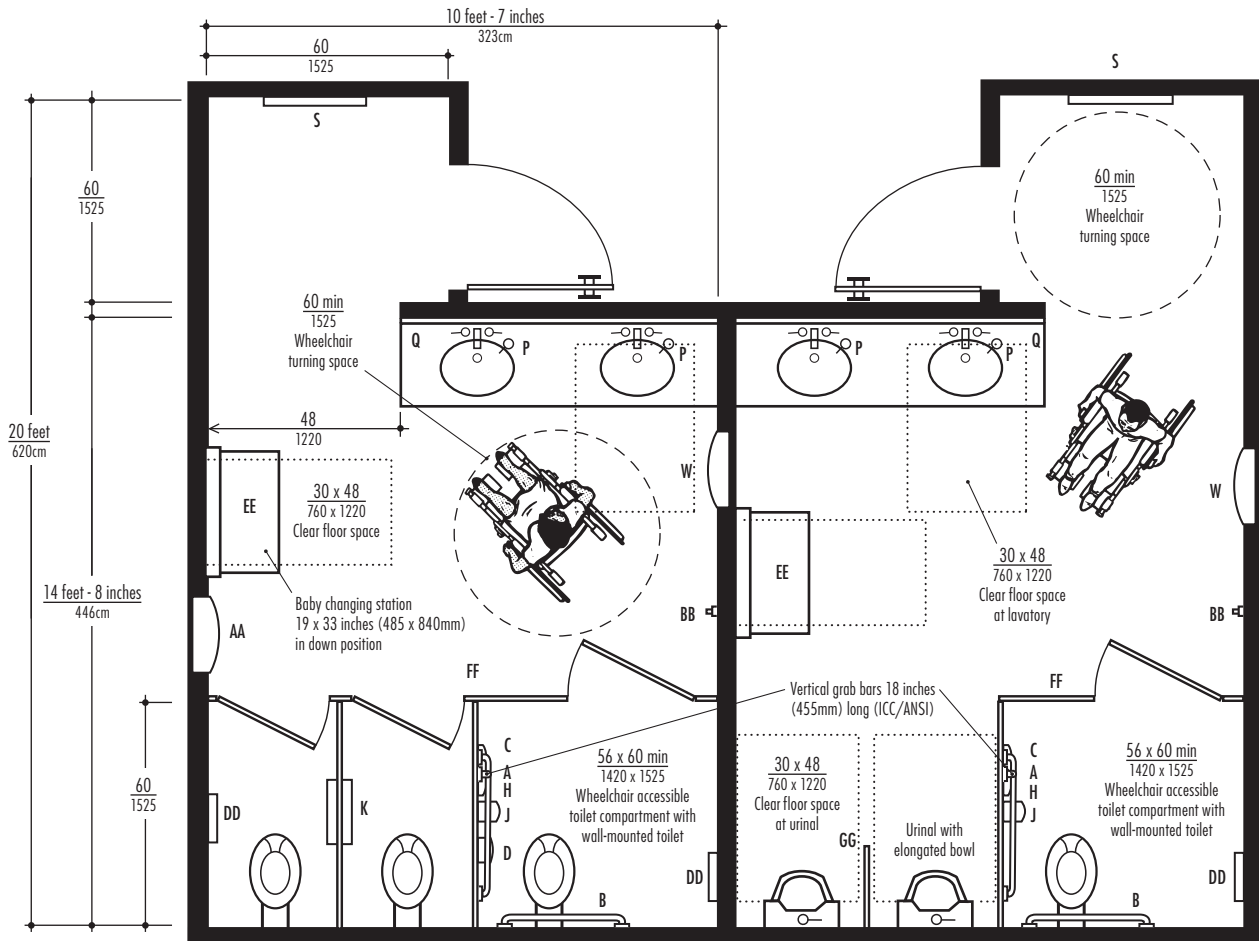 10 feet - 7 inches
323cm
60
1525
S
S
60
1525
60 min
1525
Wheelchair
turning space
60 min
1525
Wheelchair
turning space
Q
P
P
P
P
Q
20 feet
620cm
48
1220
W
W
EE
30 x 48
760 x 1220
Clear floor space
EE
30 x 48
760 x 1220
Clear floor space
at lavatory
14 feet - 8 inches
446cm
Baby changing station
19 x 33 inches (485 x 840mm)
in down position
AA
BB
BB
FF
FF
Vertical grab bars 18 inches
(455mm) long (ICC/ANSI)
60
1525
DD
K
C
A
H
J
D
56 x 60 min
1420 x 1525
Wheelchair accessible
toilet compartment with
wall-mounted toilet
DD
B
30 x 48
760 x 1220
Clear floor space
at urinal
GG
Urinal with
elongated bowl
C
A
H
J
56 x 60 min
1420 x 1525
Wheelchair accessible
toilet compartment with
wall-mounted toilet
DD
B